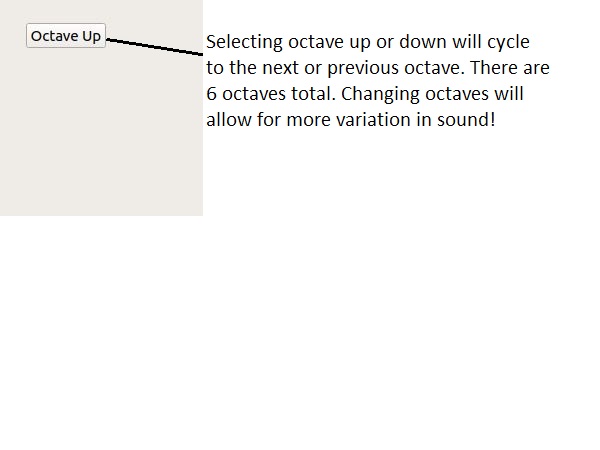 Octave Up
Selecting octave up or down will cycle
to the next or previous octave. There are
6 octaves total. Changing octaves will
allow for more variation in sound!